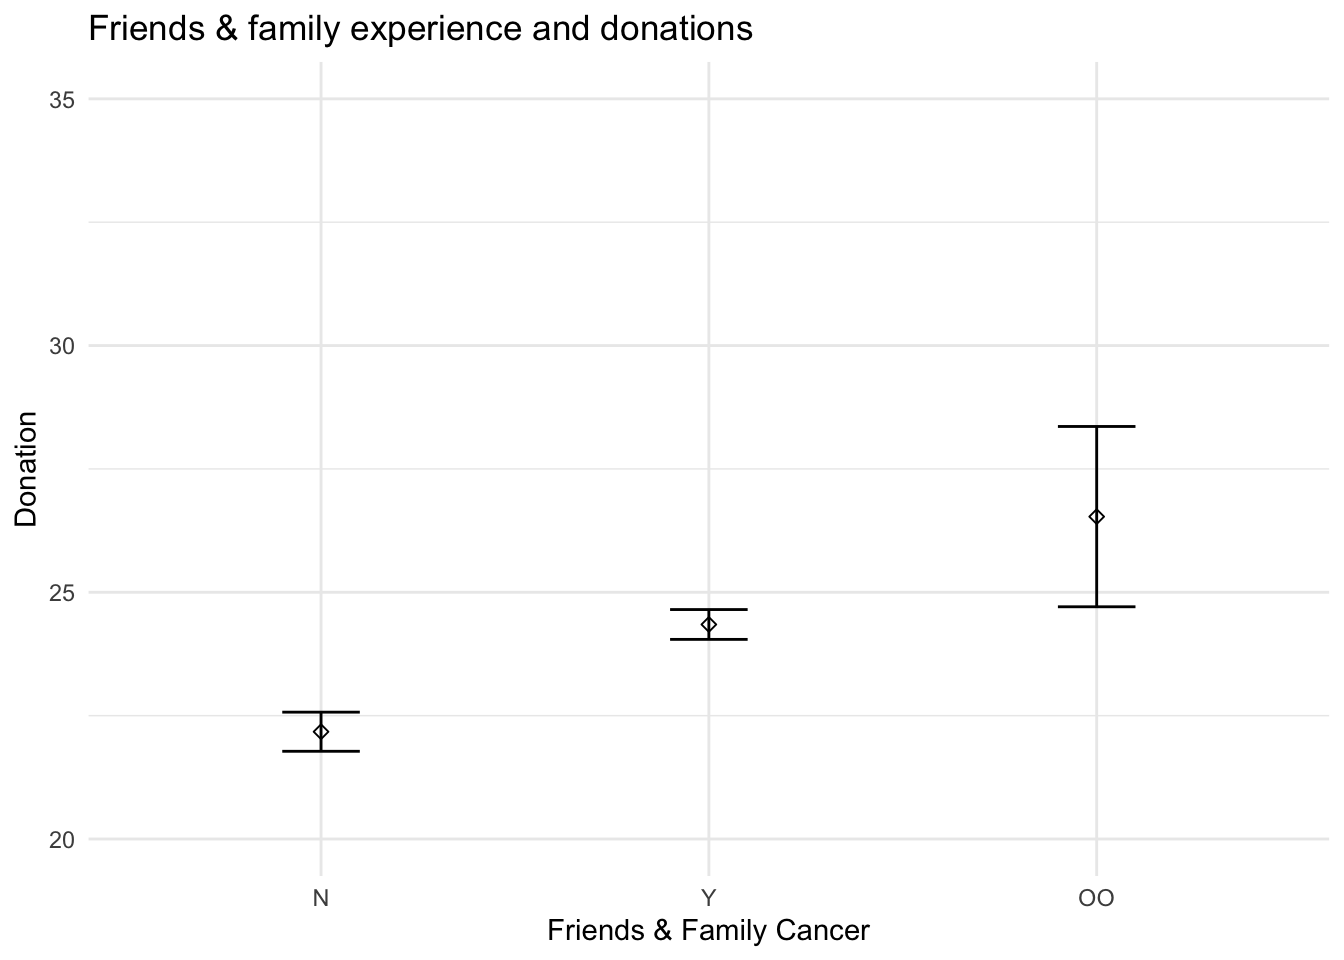 Friends & family experience and donations
35
30
25
20
Donation
N Y OO
Friends & Family Cancer